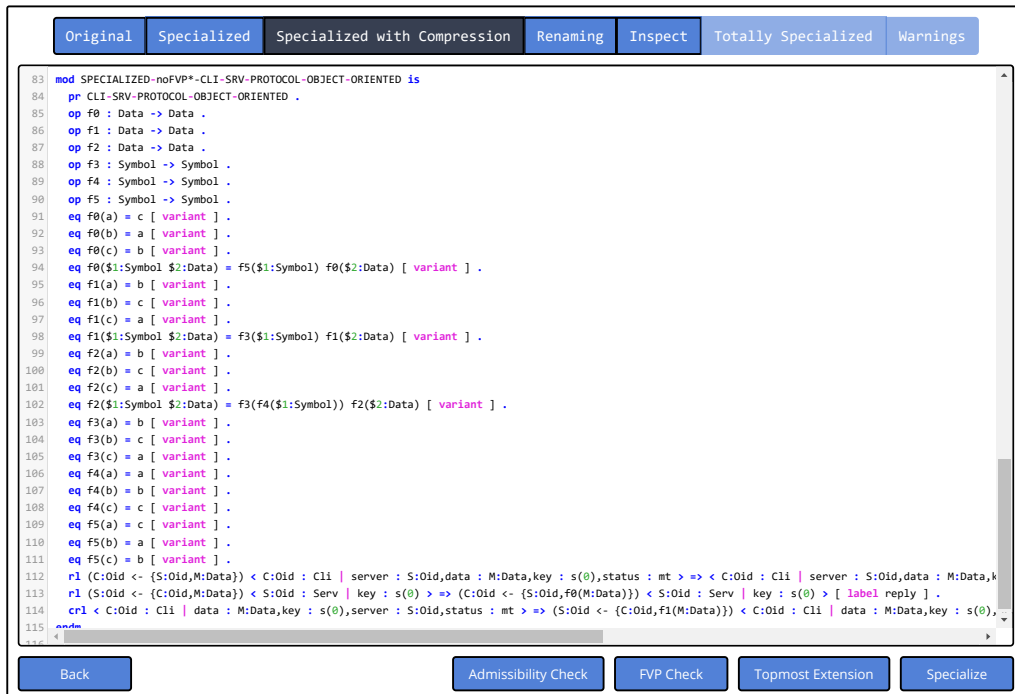 Original Specialized Specialized with Compression Renaming Inspect Totally Specialized Warnings
83 mod SPECIALIZED-noFVP*-CLI-SRV-PROTOCOL-OBJECT-ORIENTED is
84 pr CLI-SRV-PROTOCOL-OBJECT-ORIENTED .
85 op f0 : Data -> Data .
86 op f1 : Data -> Data .
87 op f2 : Data -> Data .
88 op f3 : Symbol -> Symbol .
89 op f4 : Symbol -> Symbol .
90 op f5 : Symbol -> Symbol .
91 eq f0(a) = c [ variant ] .
92 eq f0(b) = a [ variant ] .
93 eq f0(c) = b [ variant ] .
94 eq f0($1:Symbol $2:Data) = f5($1:Symbol) f0($2:Data) [ variant ] .
95 eq f1(a) = b [ variant ] .
96 eq f1(b) = c [ variant ] .
97 eq f1(c) = a [ variant ] .
98 eq f1($1:Symbol $2:Data) = f3($1:Symbol) f1($2:Data) [ variant ] .
99 eq f2(a) = b [ variant ] .
100 eq f2(b) = c [ variant ] .
101 eq f2(c) = a [ variant ] .
102 eq f2($1:Symbol $2:Data) = f3(f4($1:Symbol)) f2($2:Data) [ variant ] .
103 eq f3(a) = b [ variant ] .
104 eq f3(b) = c [ variant ] .
105 eq f3(c) = a [ variant ] .
106 eq f4(a) = a [ variant ] .
107 eq f4(b) = b [ variant ] .
108 eq f4(c) = c [ variant ] .
109 eq f5(a) = c [ variant ] .
110 eq f5(b) = a [ variant ] .
111 eq f5(c) = b [ variant ] .
112 rl (C:Oid <- {S:Oid,M:Data}) < C:Oid : Cli | server : S:Oid,data : M:Data,key : s(0),status : mt > => < C:Oid : Cli | server : S:Oid,data : M:Data,k
113 rl (S:Oid <- {C:Oid,M:Data}) < S:Oid : Serv | key : s(0) > => (C:Oid <- {S:Oid,f0(M:Data)}) < S:Oid : Serv | key : s(0) > [ label reply ] .
114 crl < C:Oid : Cli | data : M:Data,key : s(0),server : S:Oid,status : mt > => (S:Oid <- {C:Oid,f1(M:Data)}) < C:Oid : Cli | data : M:Data,key : s(0),
115 endm
116
Back Admissibility Check FVP Check Topmost Extension Specialize